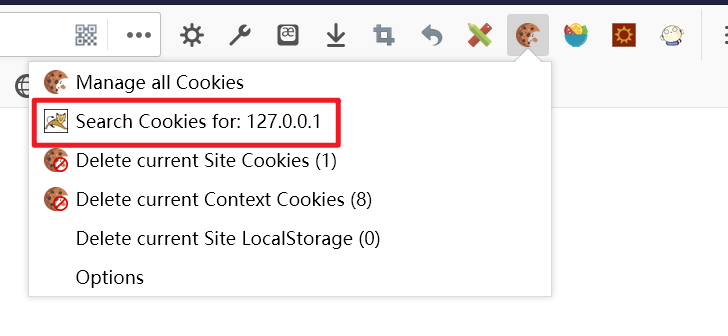 æ
Manage all Cookies
Search Cookies for: 127.0.0.1
Delete current Site Cookies (1)
Delete current Context Cookies (8)
Delete current Site LocalStorage (0)
Options